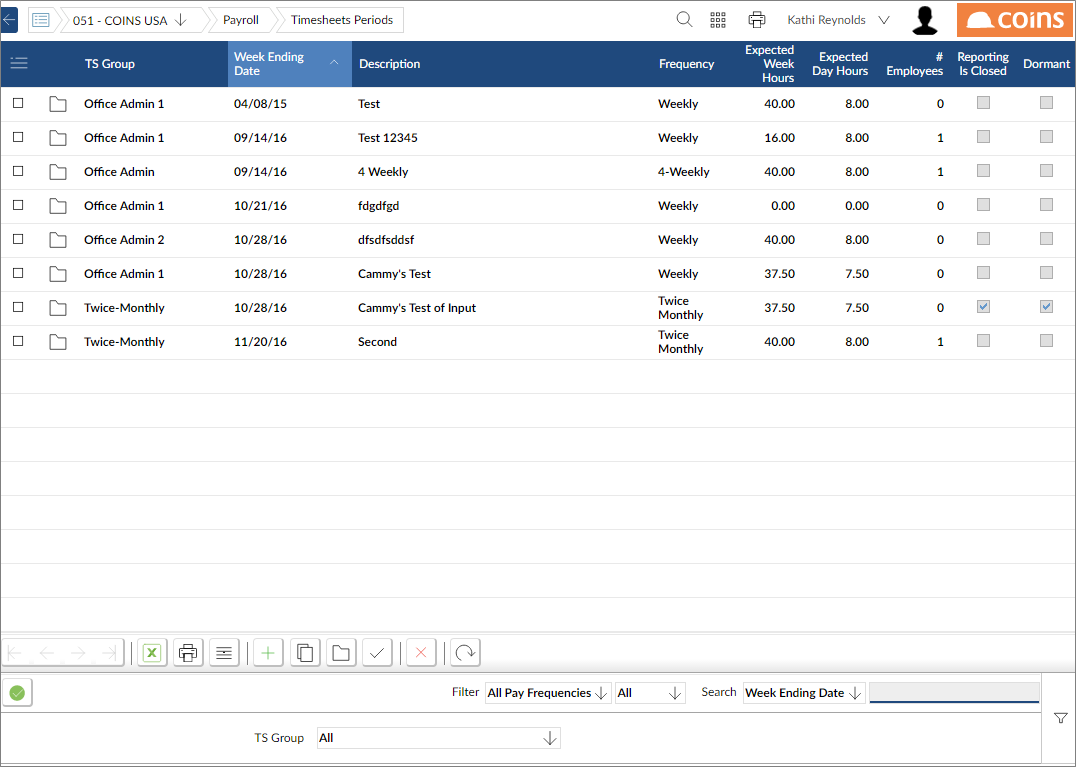 051 - COINS USA
Payroll
Timesheets Periods
Kathi Reynolds
coins
TS Group
Week Ending
Date
Description
Frequency
Expected
Week
Hours
Expected
Day Hours
#
Employees
Reporting
Is Closed
Dormant
Office Admin 1 04/08/15 Test Weekly 40.00 8.00 0
Office Admin 1 09/14/16 Test 12345 Weekly 16.00 8.00 1
Office Admin 09/14/16 4 Weekly 4-Weekly 40.00 8.00 1
Office Admin 1 10/21/16 fdgdfgd Weekly 0.00 0.00 0
Office Admin 2 10/28/16 dfsdfsddsf Weekly 40.00 8.00 0
Office Admin 1 10/28/16 Cammy's Test Weekly 37.50 7.50 0
Twice-Monthly 10/28/16 Cammy's Test of Input Twice
Monthly 37.50 7.50 0
Twice-Monthly 11/20/16 Second Twice
Monthly 40.00 8.00 1
Filter All Pay Frequencies All Search Week Ending Date
TS Group All